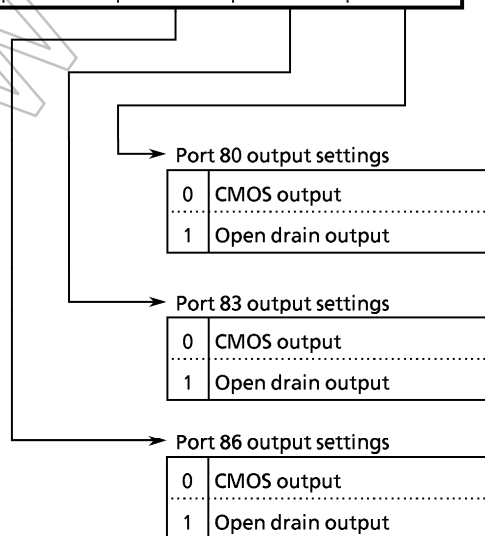 Port 80 output settings
0 CMOS output
1 Open drain output
Port 83 output settings
0 CMOS output
1 Open drain output
Port 86 output settings
0 CMOS output
1 Open drain output